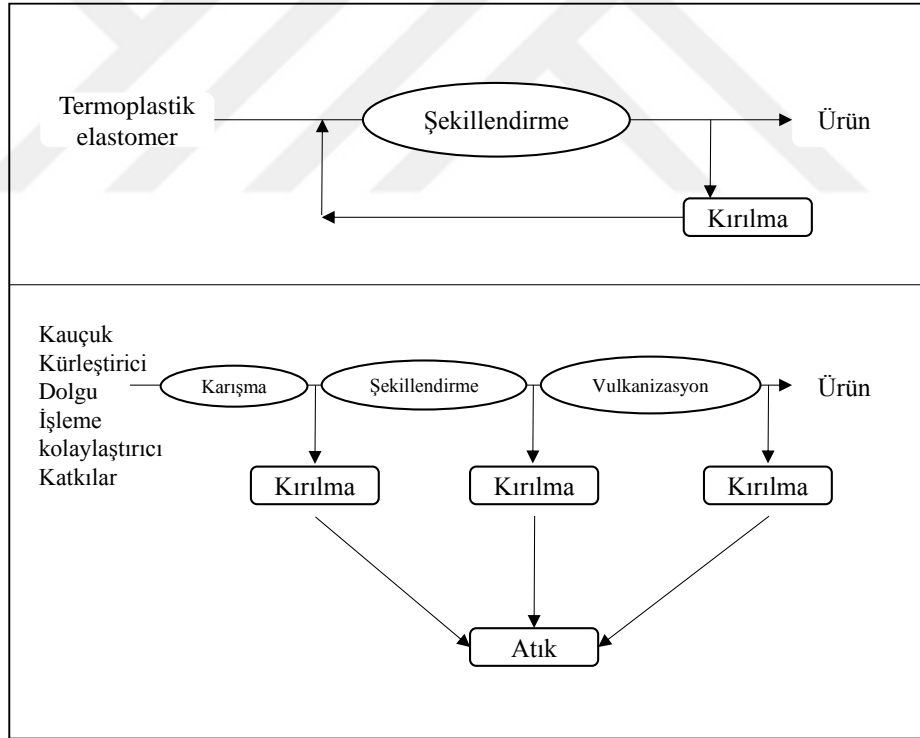 Termoplastik
elastomer
Şekillendirme
Ürün
Kırılma
Kauçuk
Kürleştirici
Dolgu
İşleme
kolaylaştırıcı
Katkılar
Karışma
Şekillendirme
Vulkanizasyon
Ürün
Kırılma
Kırılma
Kırılma
Atık